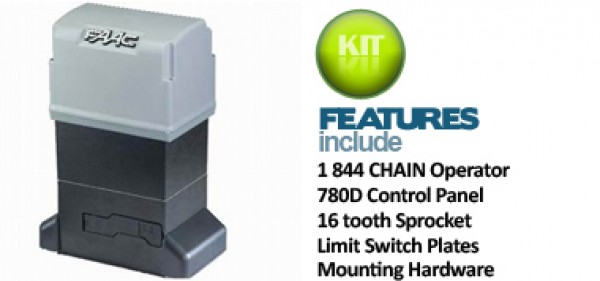 FAAC
KIT
FEATURES
include
1 844 CHAIN Operator
780D Control Panel
16 tooth Sprocket
Limit Switch Plates
Mounting Hardware